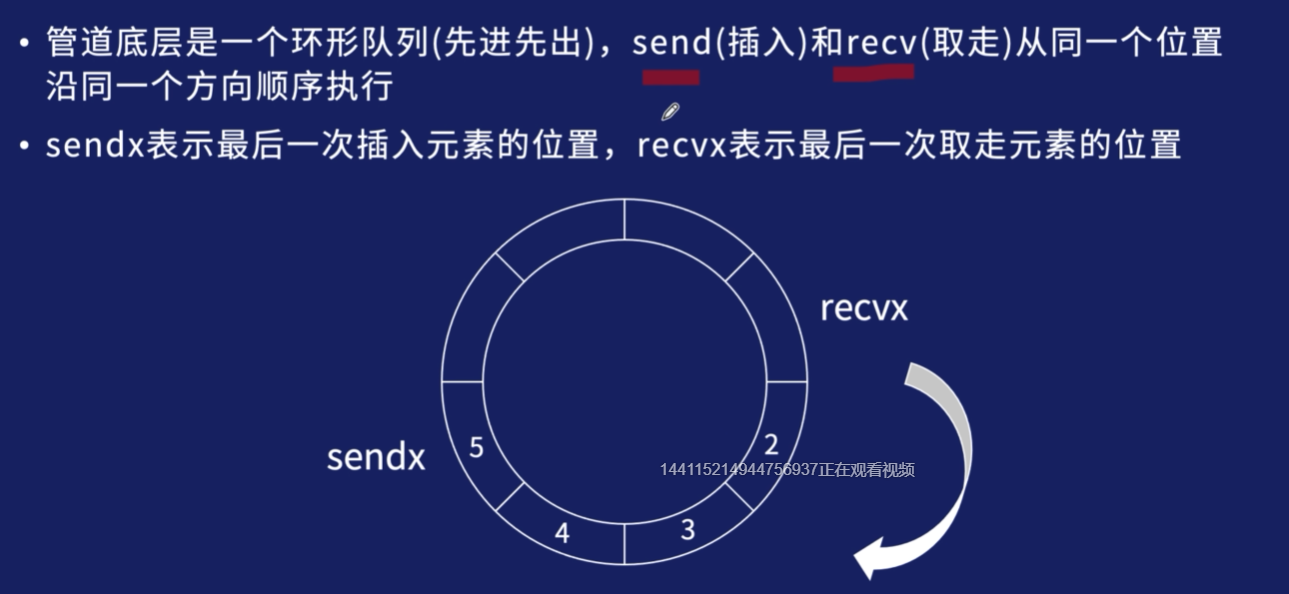 • 管道底层是一个环形队列(先进先出)，send(插入)和recv(取走)从同一个位置
沿同一个方向顺序执行
• sendx表示最后一次插入元素的位置，recvx表示最后一次取走元素的位置
recvx
sendx
5
2
144115214944756937正在观看视频
4
3